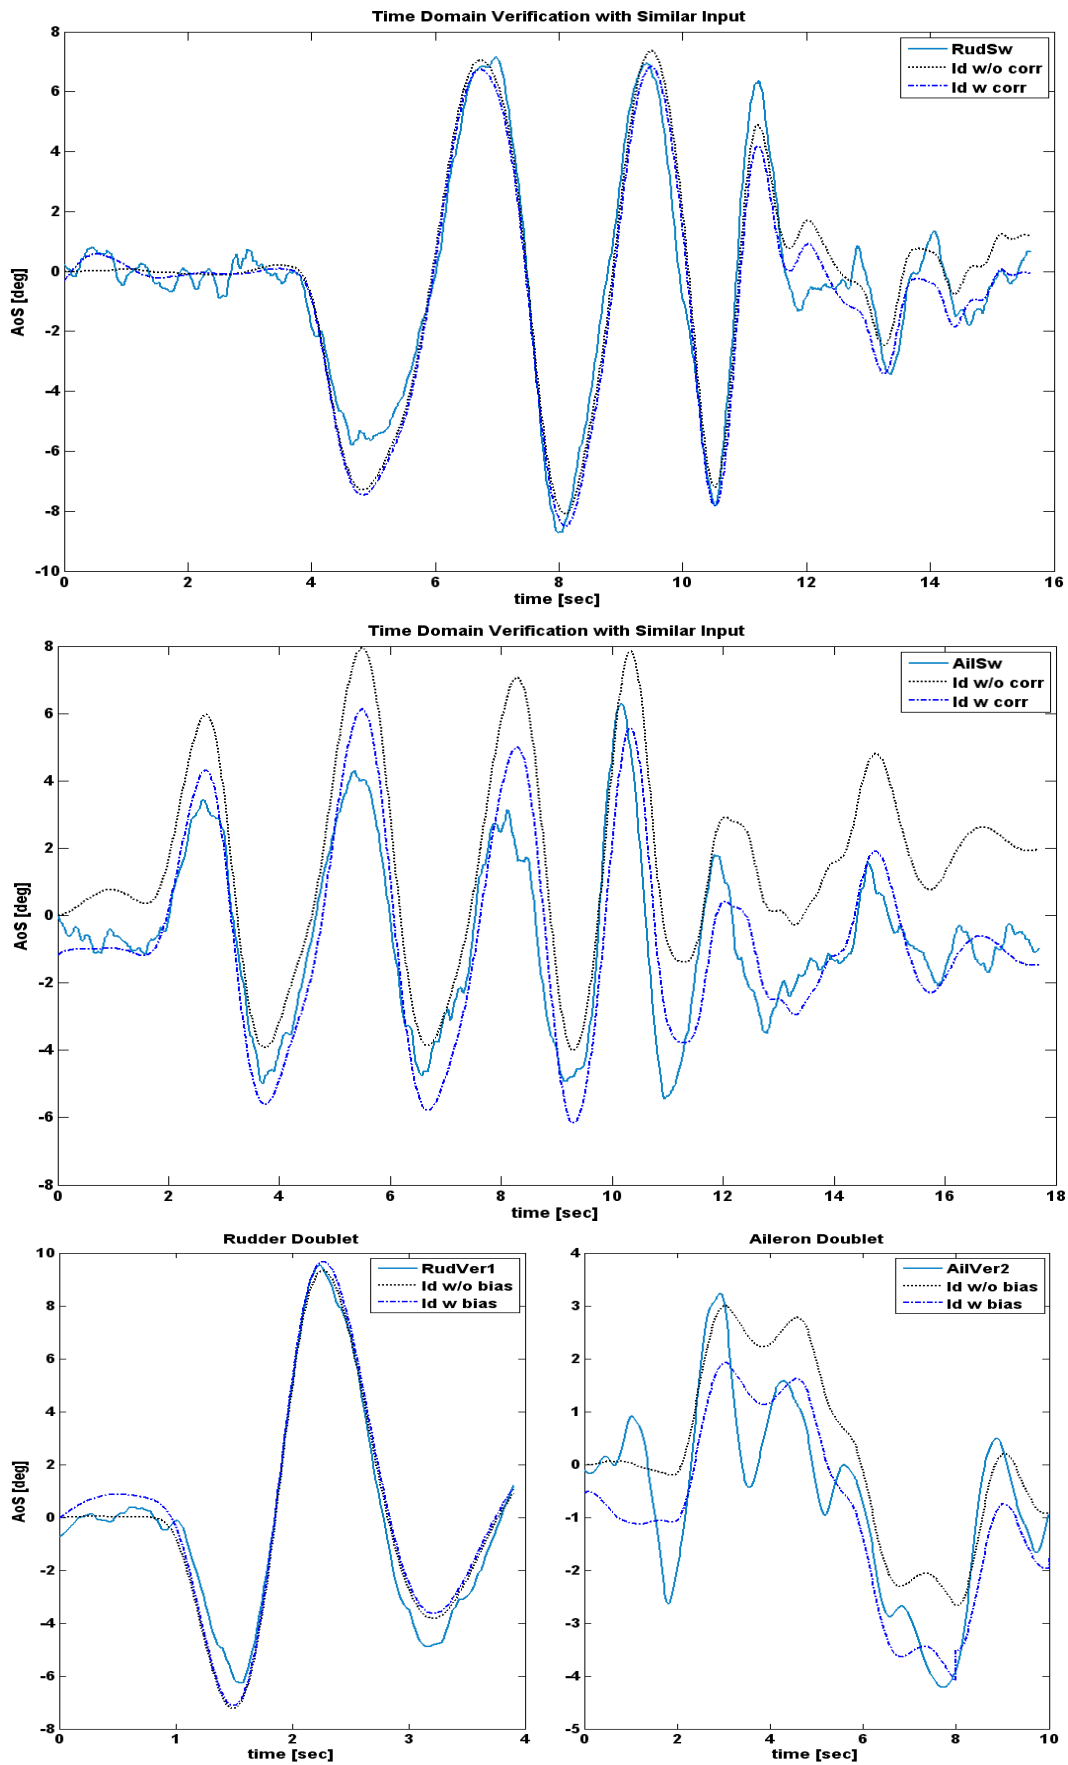 Time Domain Verification with Similar Input
8
6
4
2
0
-2
-4
-6
-8
-10
AoS [deg]
RudSw
Id w/o corr
Id w corr
0 2 4 6 8 10 12 14 16
time [sec]
Time Domain Verification with Similar Input
8
6
4
2
0
-2
-4
-6
-8
AoS [deg]
AilSw
Id w/o corr
Id w corr
0 2 4 6 8 10 12 14 16 18
time [sec]
Rudder Doublet
10
8
6
4
2
0
-2
-4
-6
-8
AoS [deg]
RudVer1
Id w/o bias
Id w bias
0 1 2 3 4
time [sec]
Aileron Doublet
4
3
2
1
0
-1
-2
-3
-4
-5
AilVer2
Id w/o bias
Id w bias
0 2 4 6 8 10
time [sec]